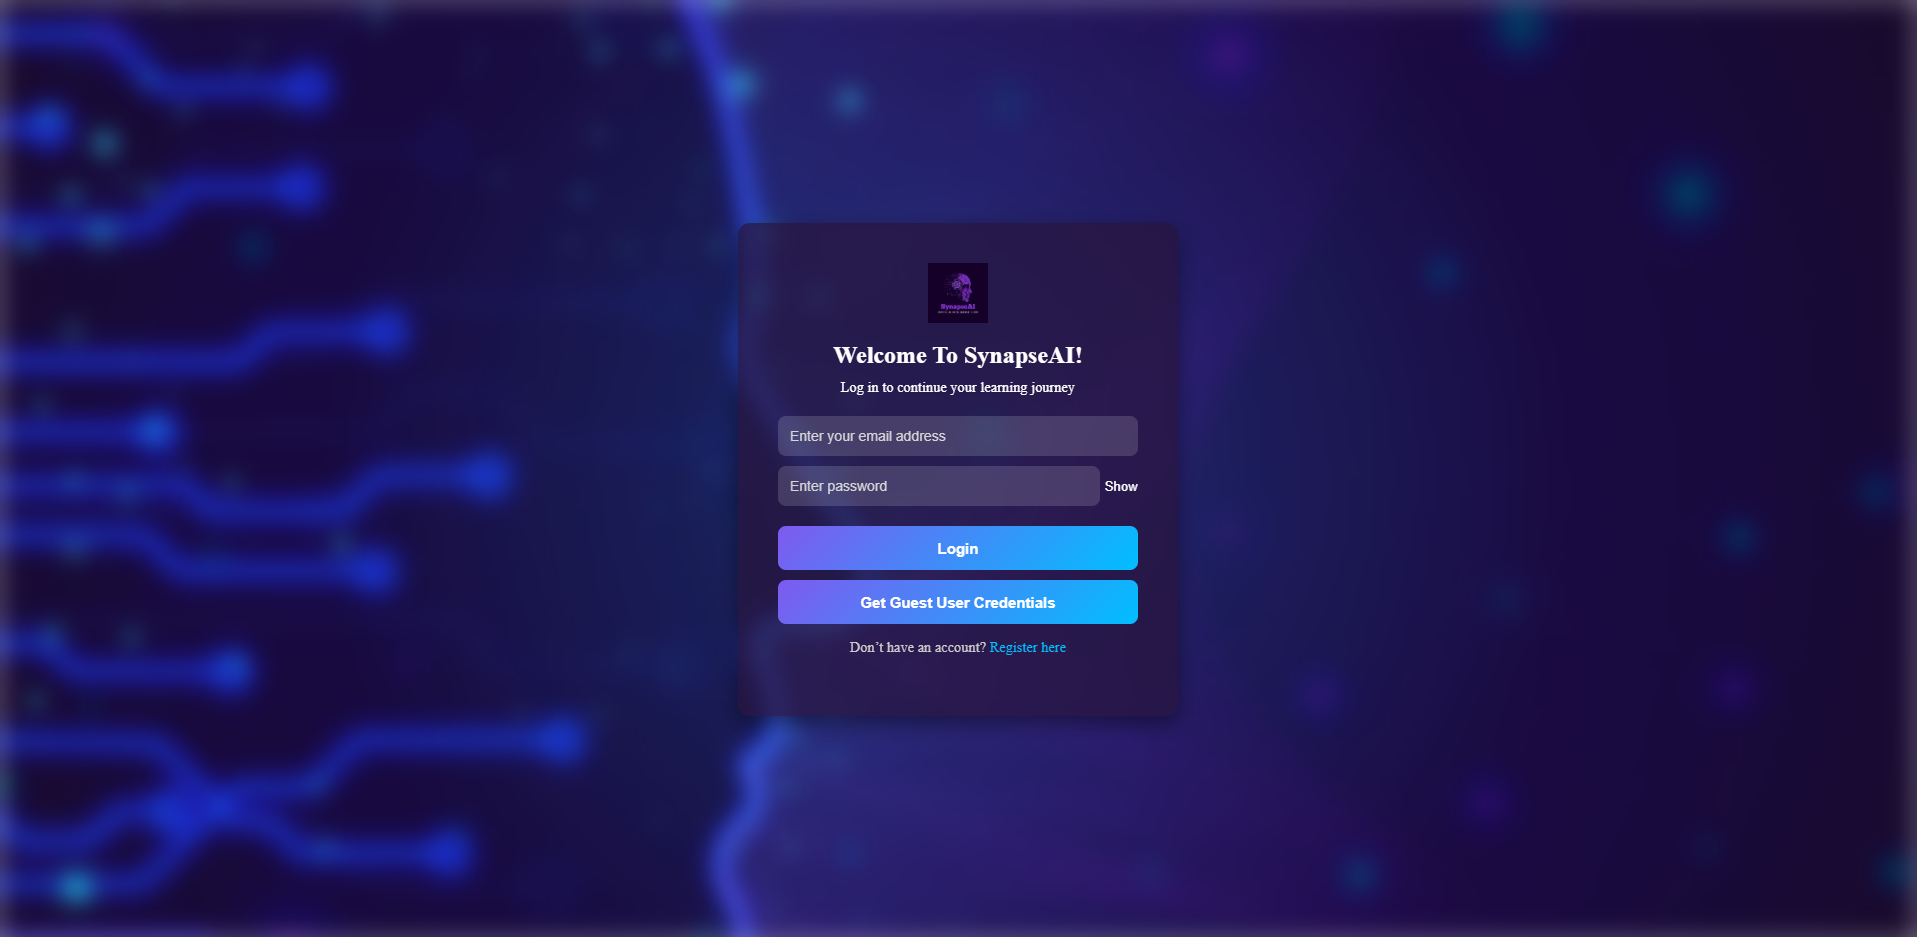 SynapseAI
Welcome To SynapseAI!
Log in to continue your learning journey
Enter your email address
Enter password
Show
Login
Get Guest User Credentials
Don’t have an account? Register here